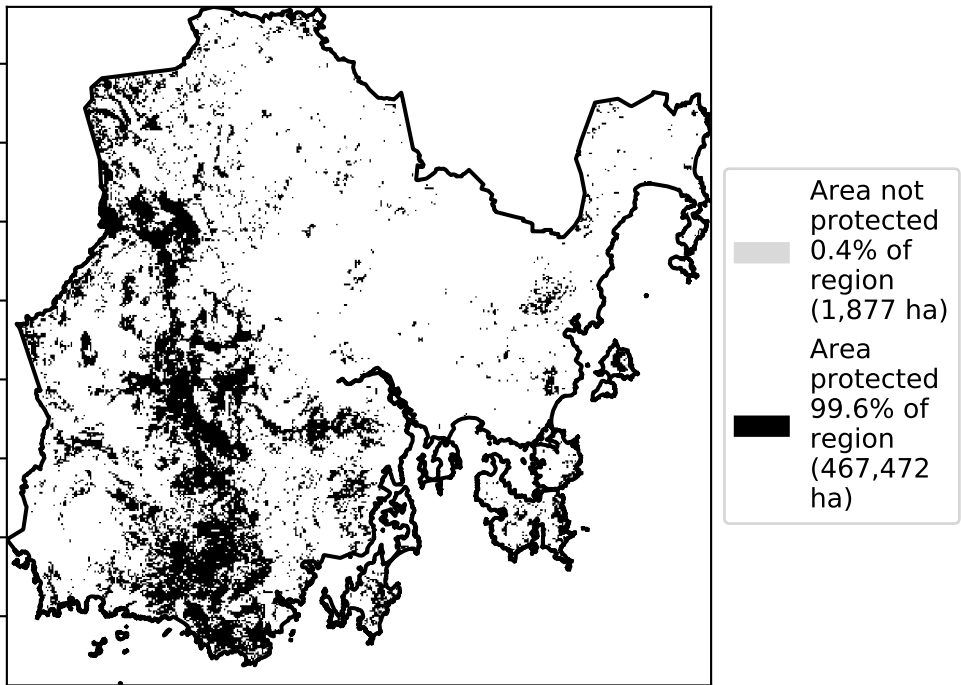 Area not
protected
0.4% of
region
(1,877 ha)
Area
protected
99.6% of
region
(467,472
ha)